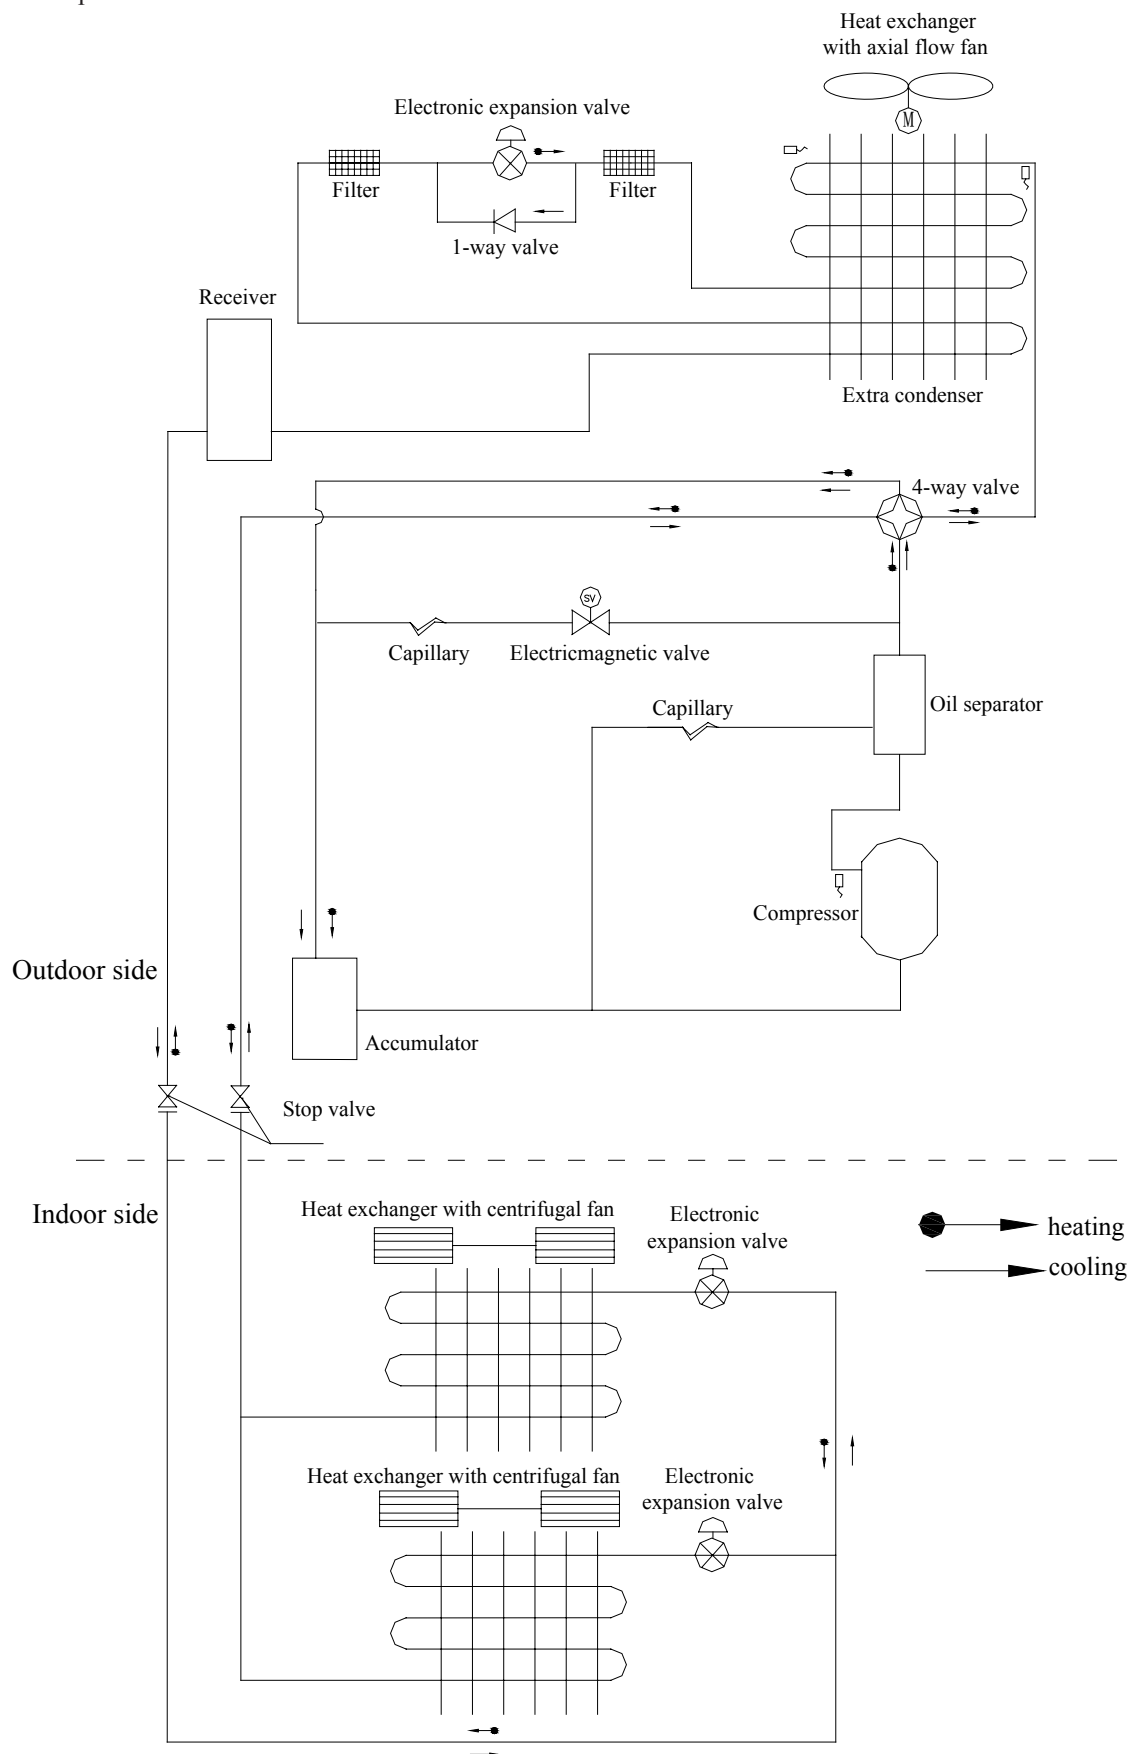 Heat exchanger
with axial flow fan
M
Electronic expansion valve
Filter
Filter
1-way valve
Receiver
Extra condenser
4-way valve
SV
Capillary
Electricmagnetic valve
Capillary
Oil separator
Compressor
Outdoor side
Accumulator
Stop valve
Indoor side
Heat exchanger with centrifugal fan
Electronic
expansion valve
heating
cooling
Heat exchanger with centrifugal fan
Electronic
expansion valve